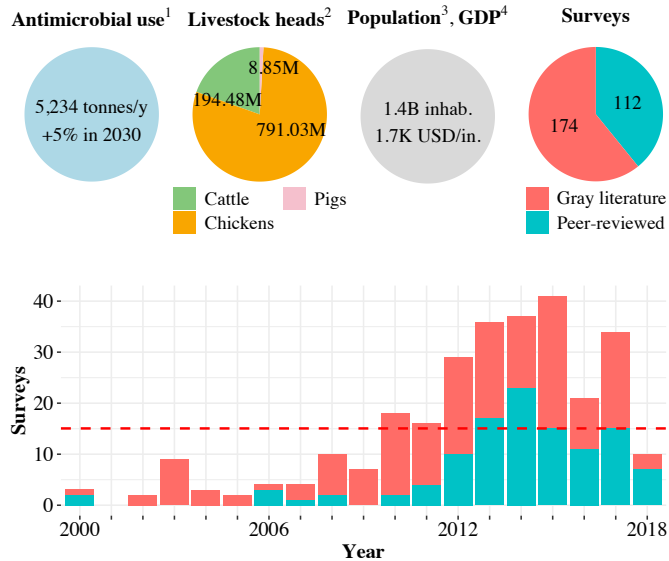 Antimicrobial use1 Livestock heads2 Population3, GDP4 Surveys
5,234 tonnes/y
+5% in 2030
8.85M
194.48M
791.03M
1.4B inhab.
1.7K USD/in.
112
174
Cattle Pigs
Chickens
Gray literature
Peer-reviewed
40
30
20
10
0
Surveys
2000 2006 2012 2018
Year